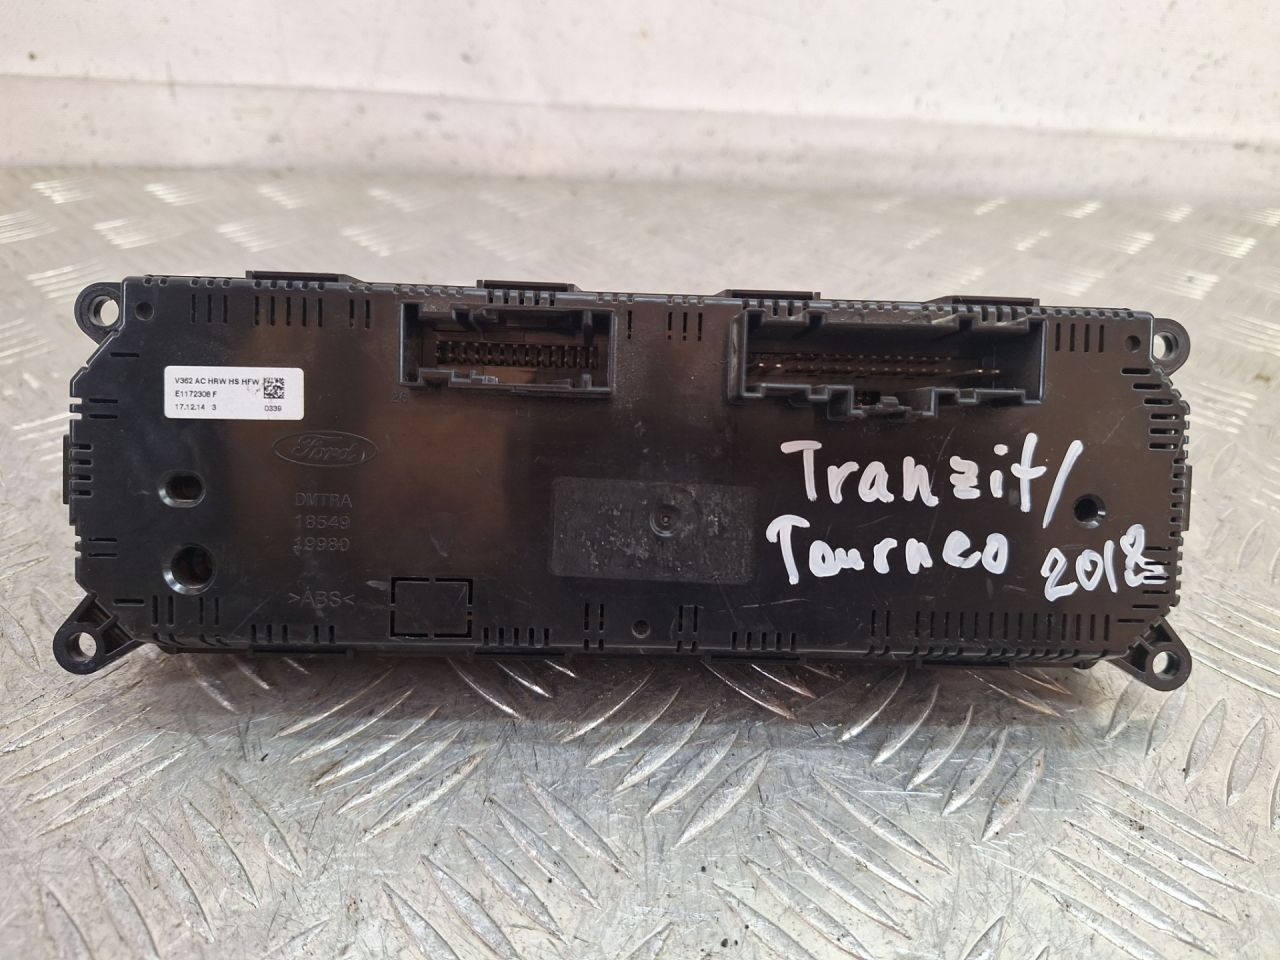 V362 AC HRW HS HFW
E1172308 F
17.12.14 3 0339
Ford
DMTRA
18549
19980
>ABS<
26
Tranzit/
Tourneo 2018